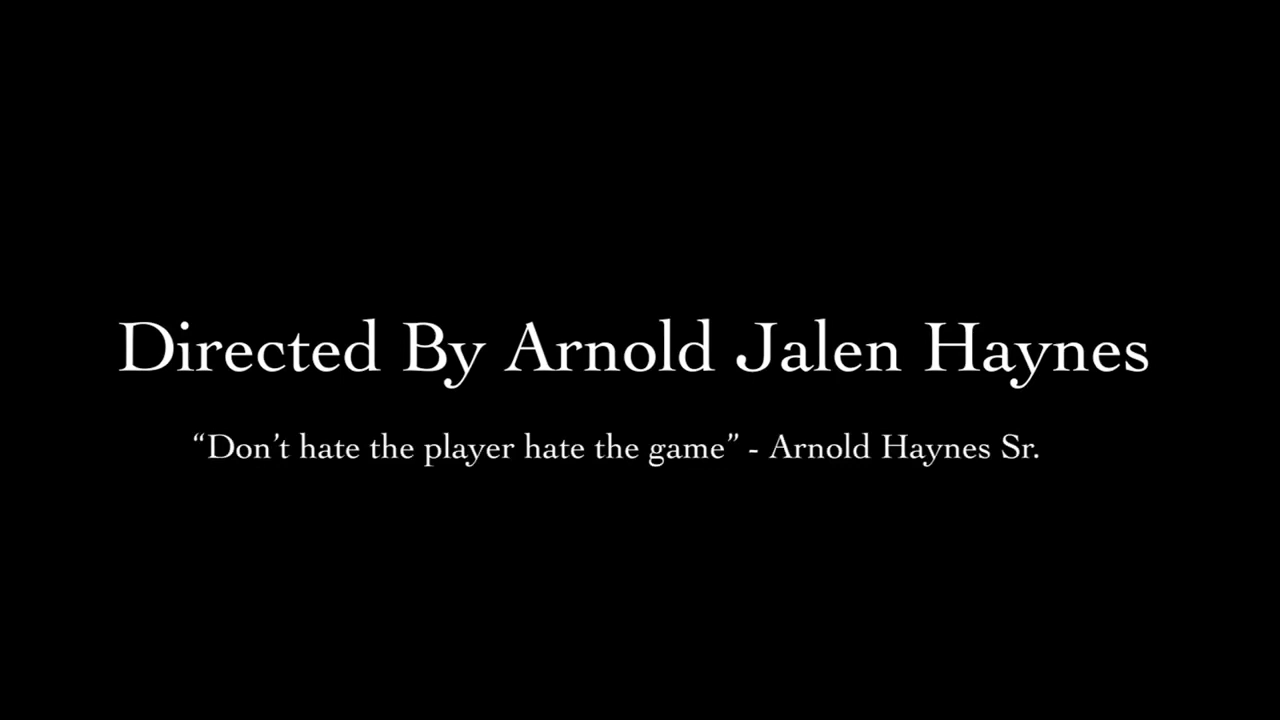 Directed By Arnold Jalen Haynes
“Don’t hate the player hate the game” - Arnold Haynes Sr.